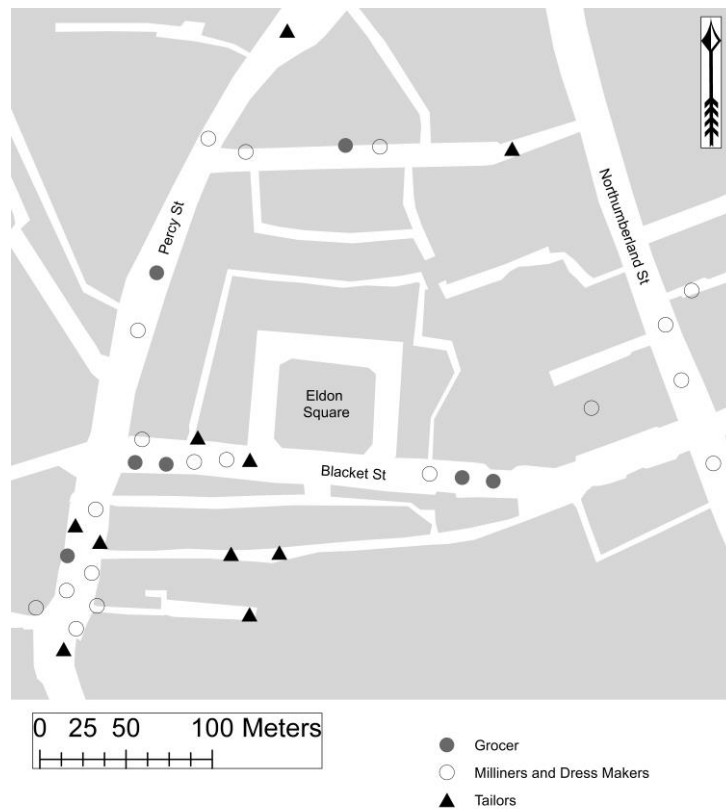 Percy St
Northumberland St
Eldon
Square
Blacket St
0 25 50 100 Meters
Grocer
Milliners and Dress Makers
Tailors